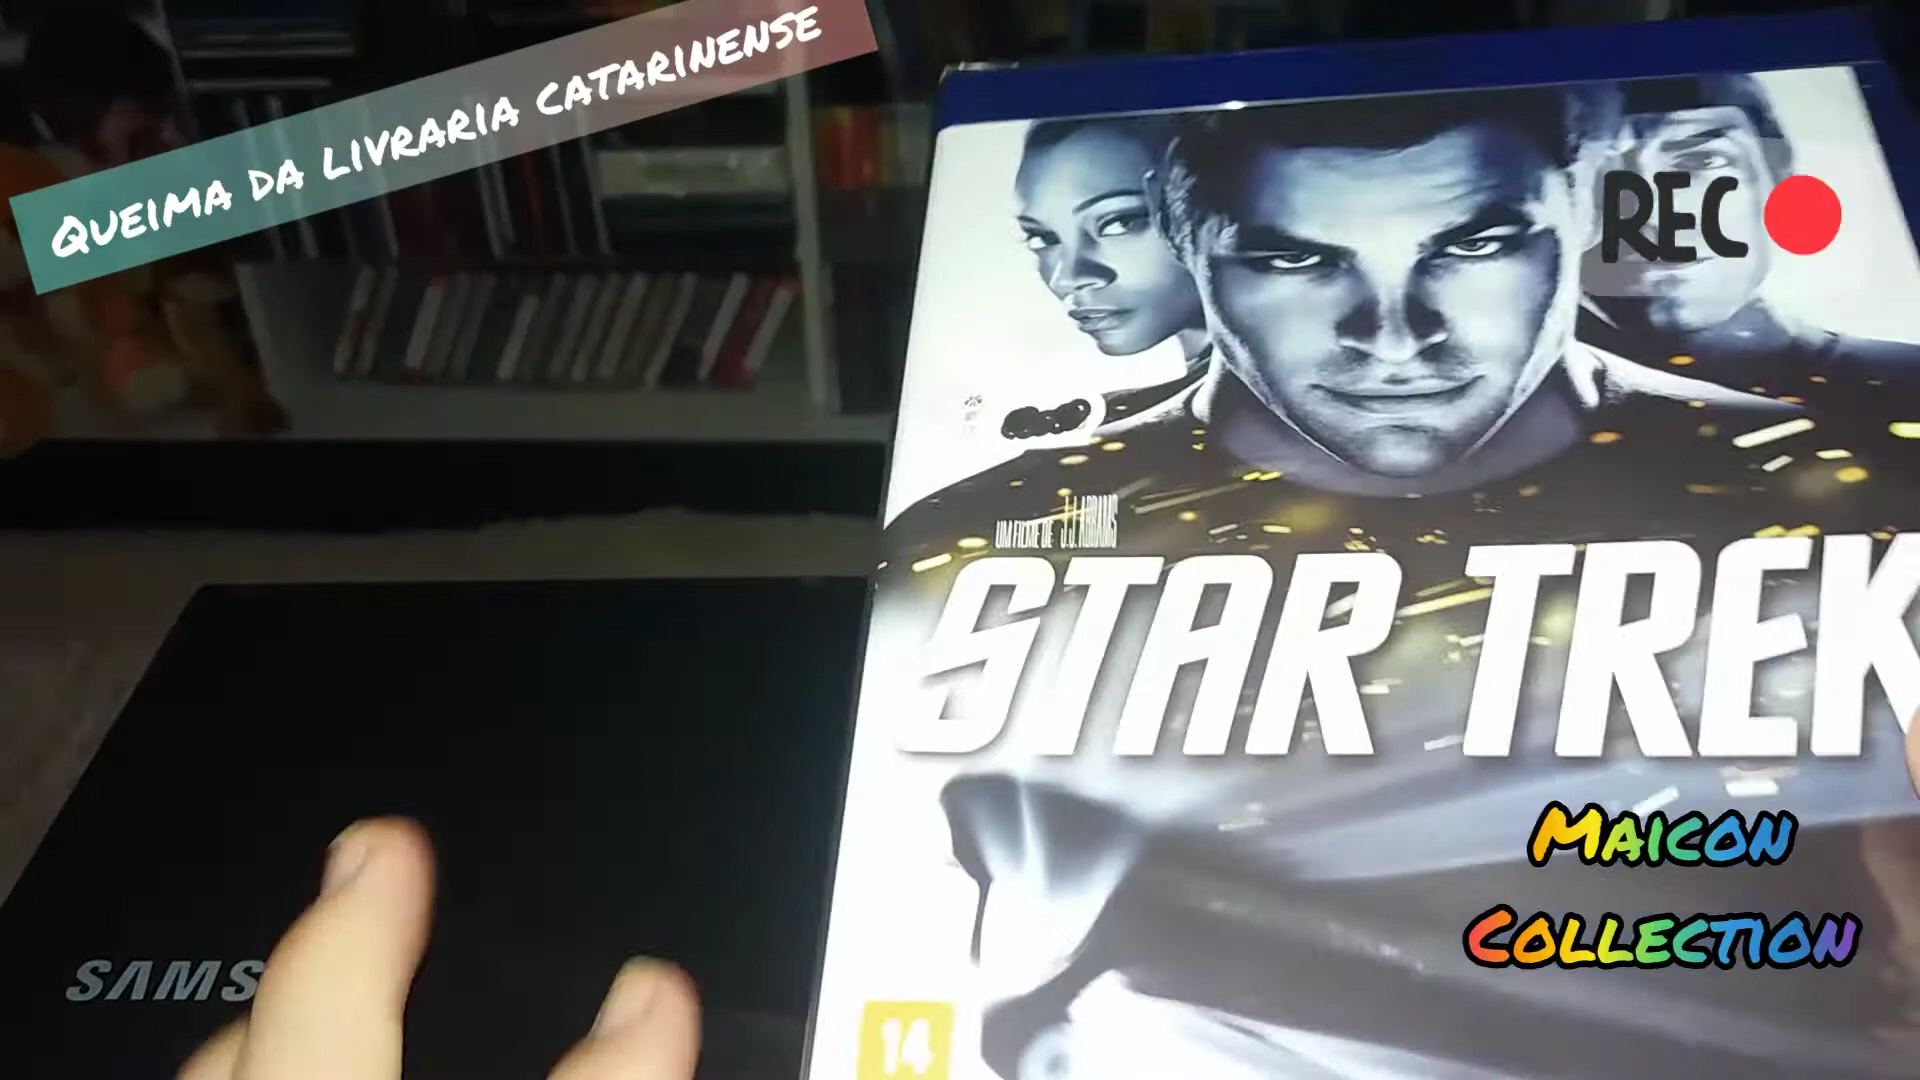 QUEIMA DA LIVRARIA CATARINENSE
REC
UM FILME DE J.J. ABRAMS
STAR TREK
MAICON
COLLECTION
SAMS
14